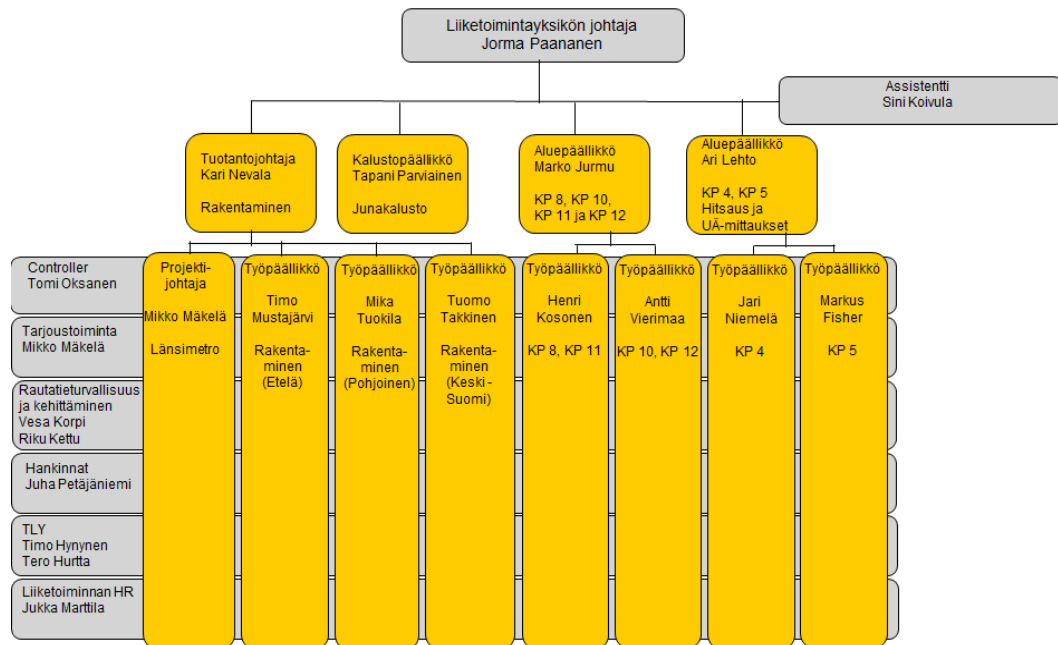 Liiketoimintayksikön johtaja
Jorma Paananen
Assistentti
Sini Koivula
Tuotantojohtaja
Kari Nevala
Rakentaminen
Kalustopäällikkö
Tapani Parviainen
Junakalusto
Aluepäällikkö
Marko Jurmu
KP 8, KP 10,
KP 11 ja KP 12
Aluepäällikkö
Ari Lehto
KP 4, KP 5
Hitsaus ja
UÄ-mittaukset
Controller
Tomi Oksanen
Tarjoustoiminta
Mikko Mäkelä
Rautatieturvallisuus
ja kehittäminen
Vesa Korpi
Riku Kettu
Hankinnat
Juha Petäjäniemi
TLY
Timo Hynynen
Tero Hurtta
Liiketoiminnan HR
Jukka Marttila
Projekti-
johtaja
Mikko Mäkelä
Länsimetro
Työpäällikkö
Timo
Mustajärvi
Rakenta-
minen
(Etelä)
Työpäällikkö
Mika
Tuokila
Rakenta-
minen
(Pohjoinen)
Työpäällikkö
Tuomo
Takkinen
Rakenta-
minen
(Keski-
Suomi)
Työpäällikkö
Henri
Kosonen
KP 8, KP 11
Työpäällikkö
Antti
Vierimaa
KP 10, KP 12
Työpäällikkö
Jari
Niemelä
KP 4
Työpäällikkö
Markus
Fisher
KP 5